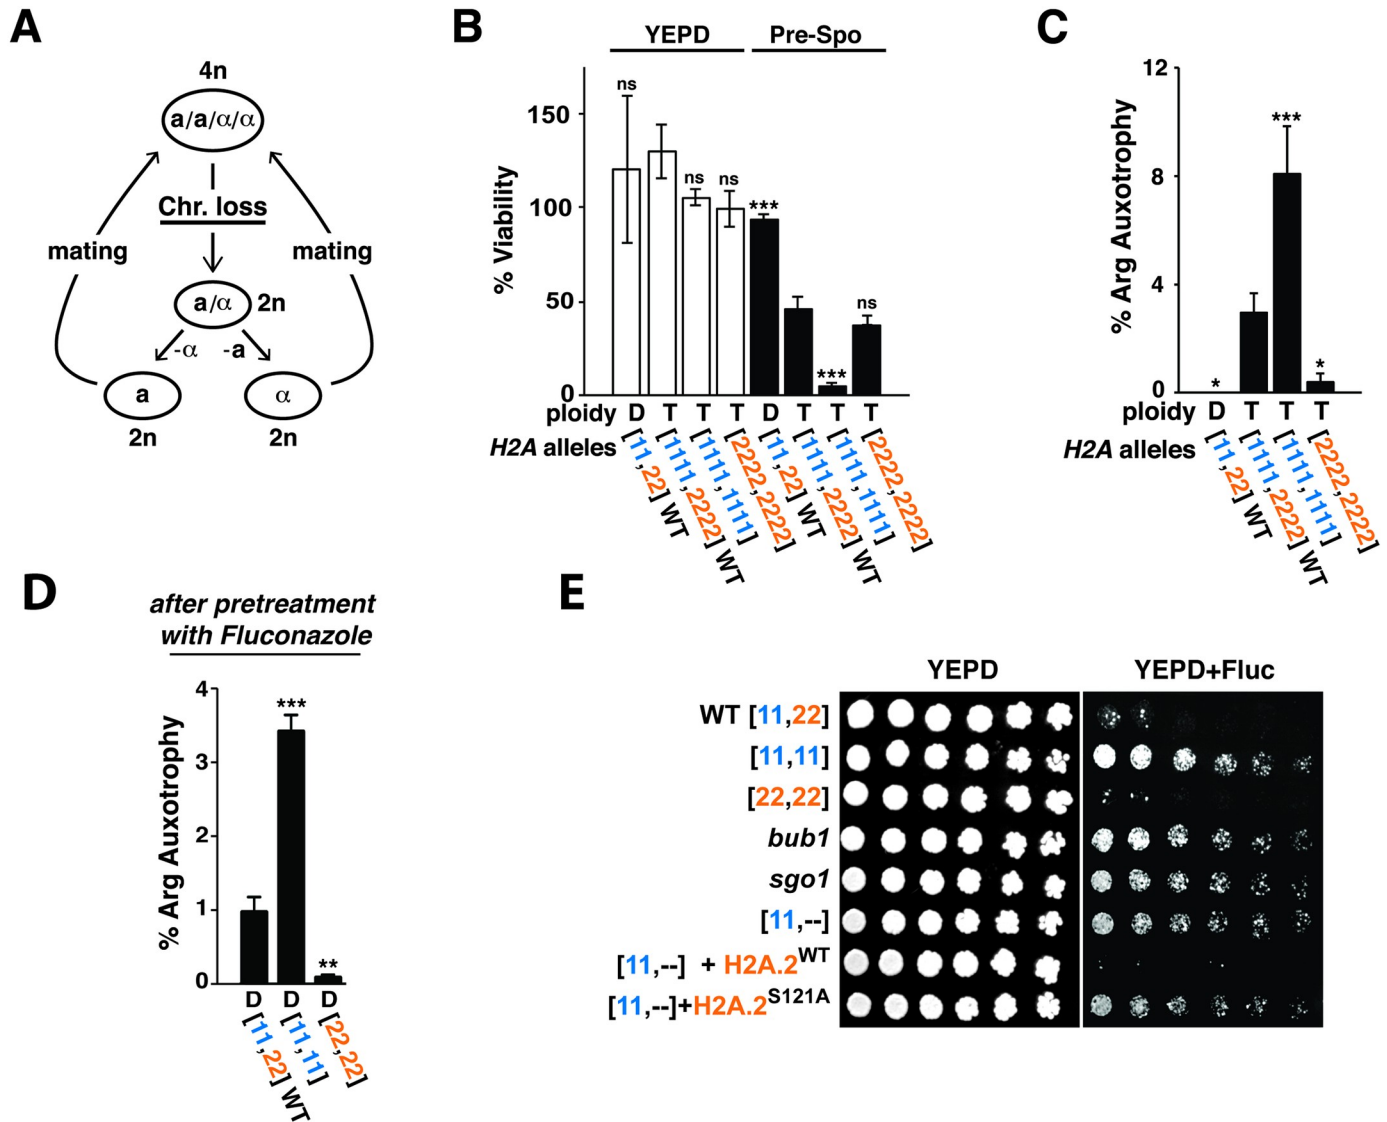 A
4n
a/a/α/α
Chr. loss
mating
mating
a/α 2n
-α -a
a
α
2n
2n
B
YEPD
Pre-Spo
% Viability
150
100
50
0
ns
ns
ns
***
***
ns
ploidy D T T T D T T T
H2A alleles
[11,22] WT
[1111,2222] WT
[1111,1111]
[2222,2222]
[11,22] WT
[1111,2222] WT
[1111,1111]
[2222,2222]
C
% Arg Auxotrophy
12
8
4
0
*
***
*
ploidy D T T T
H2A alleles
[11,22] WT
[1111,2222] WT
[1111,1111]
[2222,2222]
D
after pretreatment
with Fluconazole
% Arg Auxotrophy
4
3
2
1
0
***
**
D D D
[11,22] WT
[11,11]
[22,22]
E
YEPD
YEPD+Fluc
WT [11,22]
[11,11]
[22,22]
bub1
sgo1
[11,--]
[11,--] + H2A.2WT
[11,--]+H2A.2S121A